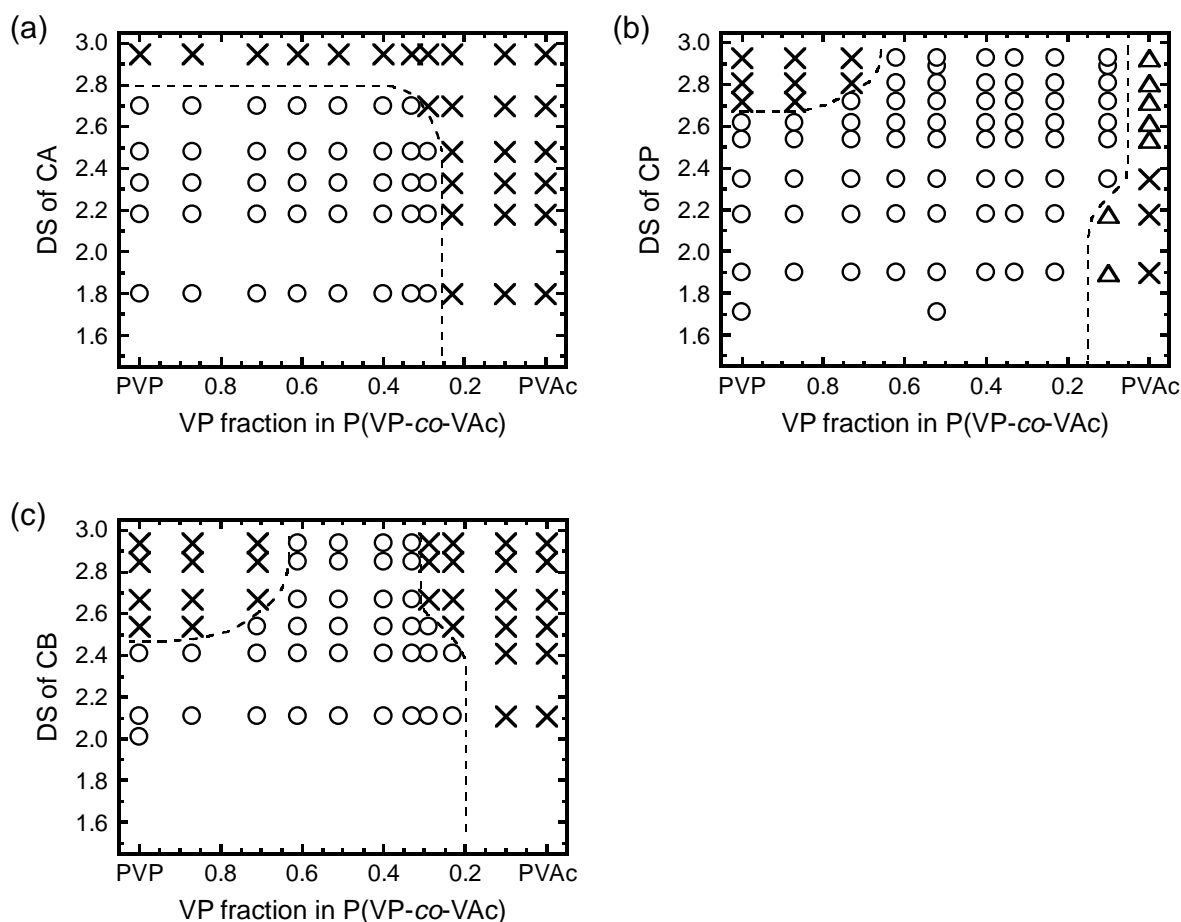 (a)
3.0
2.8
2.6
2.4
2.2
2.0
1.8
1.6
DS of CA
PVP 0.8 0.6 0.4 0.2 PVAc
VP fraction in P(VP-co-VAc)
(b)
3.0
2.8
2.6
2.4
2.2
2.0
1.8
1.6
DS of CP
PVP 0.8 0.6 0.4 0.2 PVAc
VP fraction in P(VP-co-VAc)
(c)
3.0
2.8
2.6
2.4
2.2
2.0
1.8
1.6
DS of CB
PVP 0.8 0.6 0.4 0.2 PVAc
VP fraction in P(VP-co-VAc)